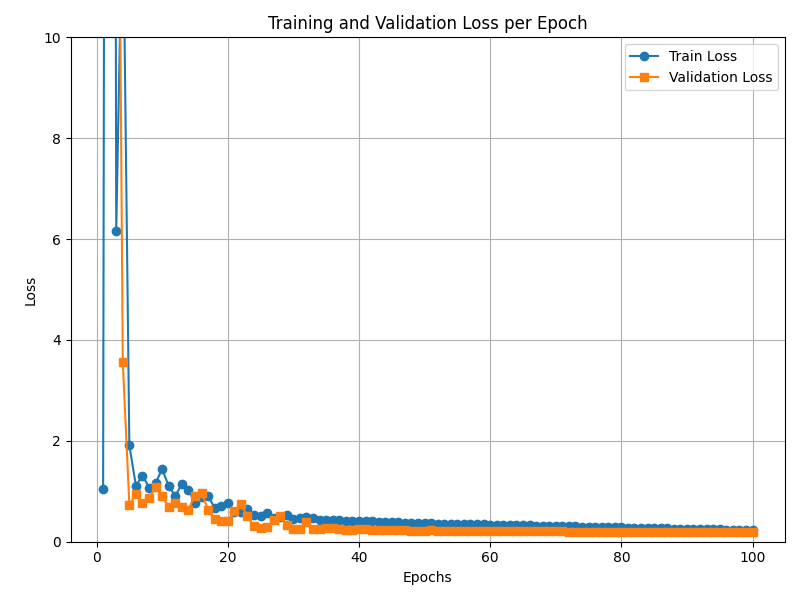 Training and Validation Loss per Epoch
10
8
6
4
2
0
Loss
Train Loss
Validation Loss
0 20 40 60 80 100
Epochs